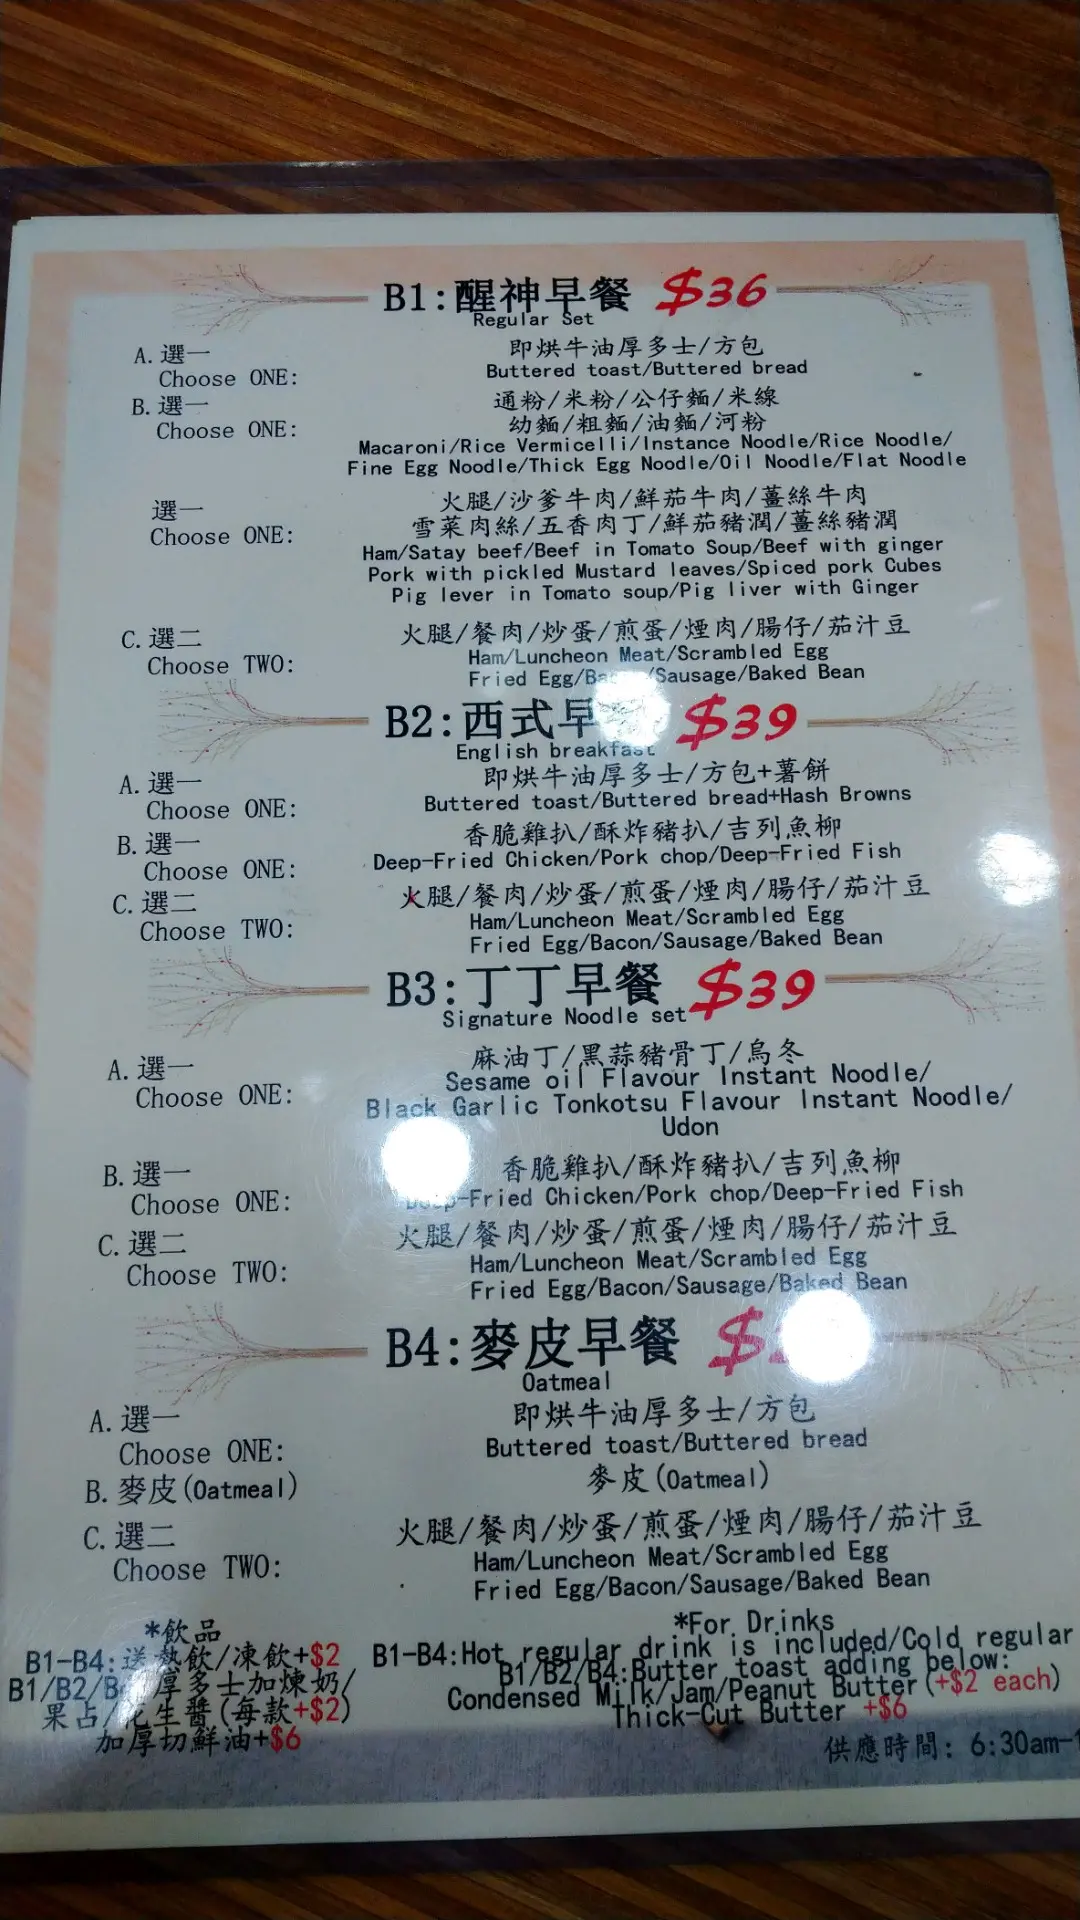 B1:醒神早餐 $36
Regular Set
A.選一 即烘牛油厚多士/方包
Choose ONE: Buttered toast/Buttered bread
B.選一 通粉/米粉/公仔麵/米線
Choose ONE: 幼麵/粗麵/油麵/河粉
Macaroni/Rice Vermicelli/Instance Noodle/Rice Noodle/
Fine Egg Noodle/Thick Egg Noodle/Oil Noodle/Flat Noodle
選一 火腿/沙爹牛肉/鮮茄牛肉/薑絲牛肉
Choose ONE: 雪菜肉絲/五香肉丁/鮮茄豬潤/薑絲豬潤
Ham/Satay beef/Beef in Tomato Soup/Beef with ginger
Pork with pickled Mustard leaves/Spiced pork Cubes
Pig lever in Tomato soup/Pig liver with Ginger
C.選二 火腿/餐肉/炒蛋/煎蛋/煙肉/腸仔/茄汁豆
Choose TWO: Ham/Luncheon Meat/Scrambled Egg
Fried Egg/ /Sausage/Baked Bean
B2:西式早 $39
English breakfast
A.選一 即烘牛油厚多士/方包+薯餅
Choose ONE: Buttered toast/Buttered bread+Hash Browns
B.選一 香脆雞扒/酥炸豬扒/吉列魚柳
Choose ONE: Deep-Fried Chicken/Pork chop/Deep-Fried Fish
C.選二 火腿/餐肉/炒蛋/煎蛋/煙肉/腸仔/茄汁豆
Choose TWO: Ham/Luncheon Meat/Scrambled Egg
Fried Egg/Bacon/Sausage/Baked Bean
B3:丁丁早餐 $39
Signature Noodle set
A.選一 麻油丁/黑蒜豬骨丁/烏冬
Choose ONE: Sesame oil Flavour Instant Noodle/
Black Garlic Tonkotsu Flavour Instant Noodle/
Udon
B.選一 香脆雞扒/酥炸豬扒/吉列魚柳
Choose ONE: Deep-Fried Chicken/Pork chop/Deep-Fried Fish
C.選二 火腿/餐肉/炒蛋/煎蛋/煙肉/腸仔/茄汁豆
Choose TWO: Ham/Luncheon Meat/Scrambled Egg
Fried Egg/Bacon/Sausage/Baked Bean
B4:麥皮早餐
Oatmeal
A.選一 即烘牛油厚多士/方包
Choose ONE: Buttered toast/Buttered bread
B.麥皮(Oatmeal) 麥皮(Oatmeal)
C.選二 火腿/餐肉/炒蛋/煎蛋/煙肉/腸仔/茄汁豆
Choose TWO: Ham/Luncheon Meat/Scrambled Egg
Fried Egg/Bacon/Sausage/Baked Bean
*飲品
B1-B4:送熱飲/凍飲+$2
B1/B2/ 厚多士加煉奶/
果占/花生醬(每款+$2)
加厚切鮮油+$6
*For Drinks
B1-B4:Hot regular drink is included/Cold regular
B1/B2/B4:Butter toast adding below:
Condensed Milk/Jam/Peanut Butter(+$2 each)
Thick-Cut Butter +$6
供應時間: 6:30am-